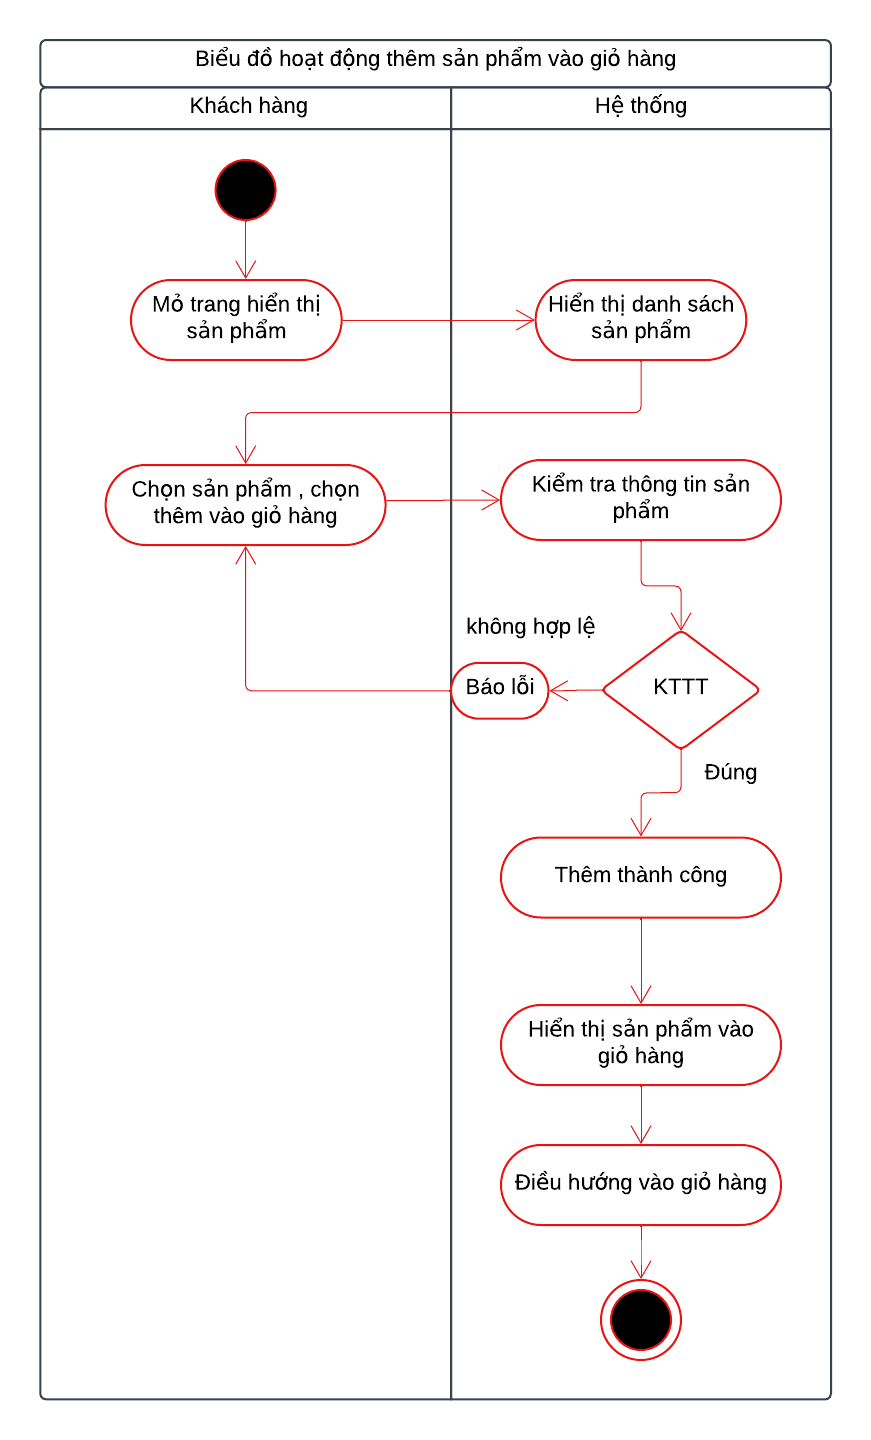 Biểu đồ hoạt động thêm sản phẩm vào giỏ hàng
Khách hàng
Hệ thống
Mỏ trang hiển thị
sản phẩm
Hiển thị danh sách
sản phẩm
Chọn sản phẩm , chọn
thêm vào giỏ hàng
Kiểm tra thông tin sản
phẩm
không hợp lệ
Báo lỗi
KTTT
Đúng
Thêm thành công
Hiển thị sản phẩm vào
giỏ hàng
Điều hướng vào giỏ hàng